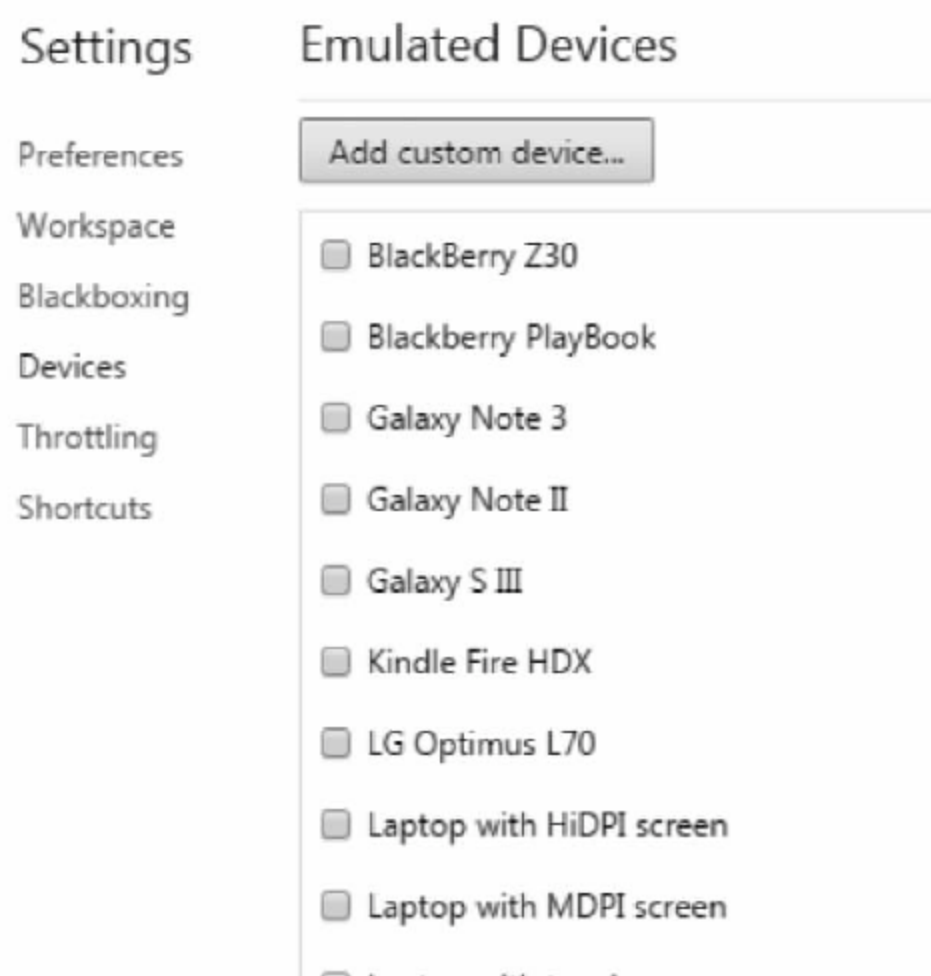 Settings
Preferences
Workspace
Blackboxing
Devices
Throttling
Shortcuts
Emulated Devices
Add custom device...
BlackBerry Z30
Blackberry PlayBook
Galaxy Note 3
Galaxy Note II
Galaxy S III
Kindle Fire HDX
LG Optimus L70
Laptop with HiDPI screen
Laptop with MDPI screen